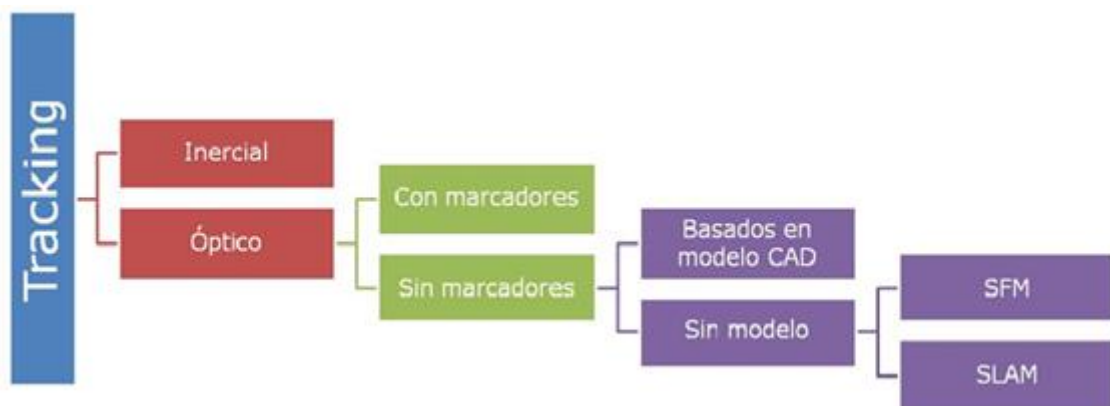 Tracking
Inercial
Óptico
Con marcadores
Sin marcadores
Basados en
modelo CAD
Sin modelo
SFM
SLAM